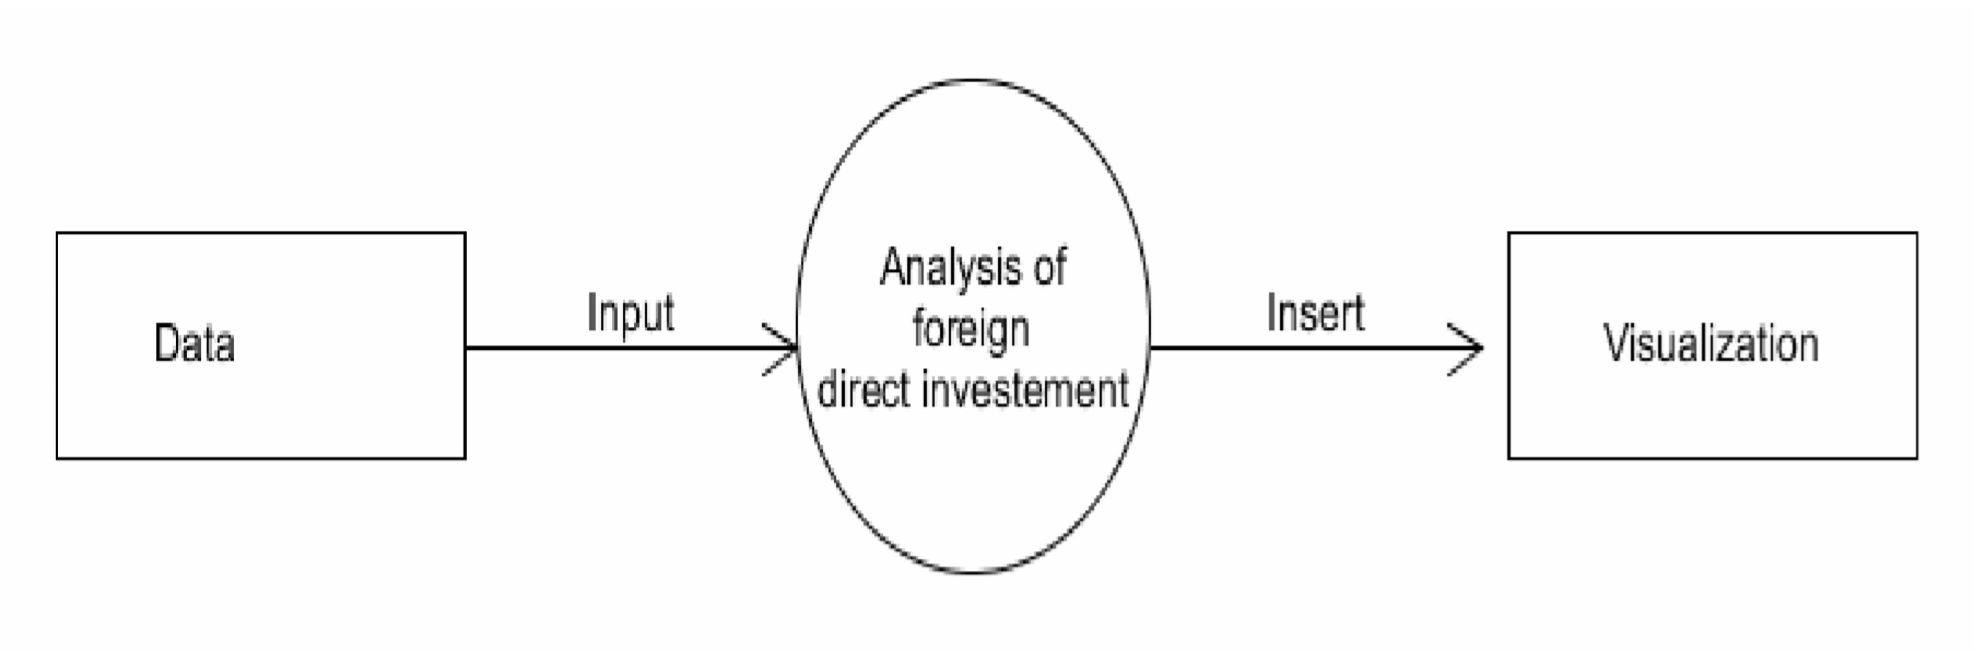 Data
Input
Analysis of
foreign
direct investement
Insert
Visualization